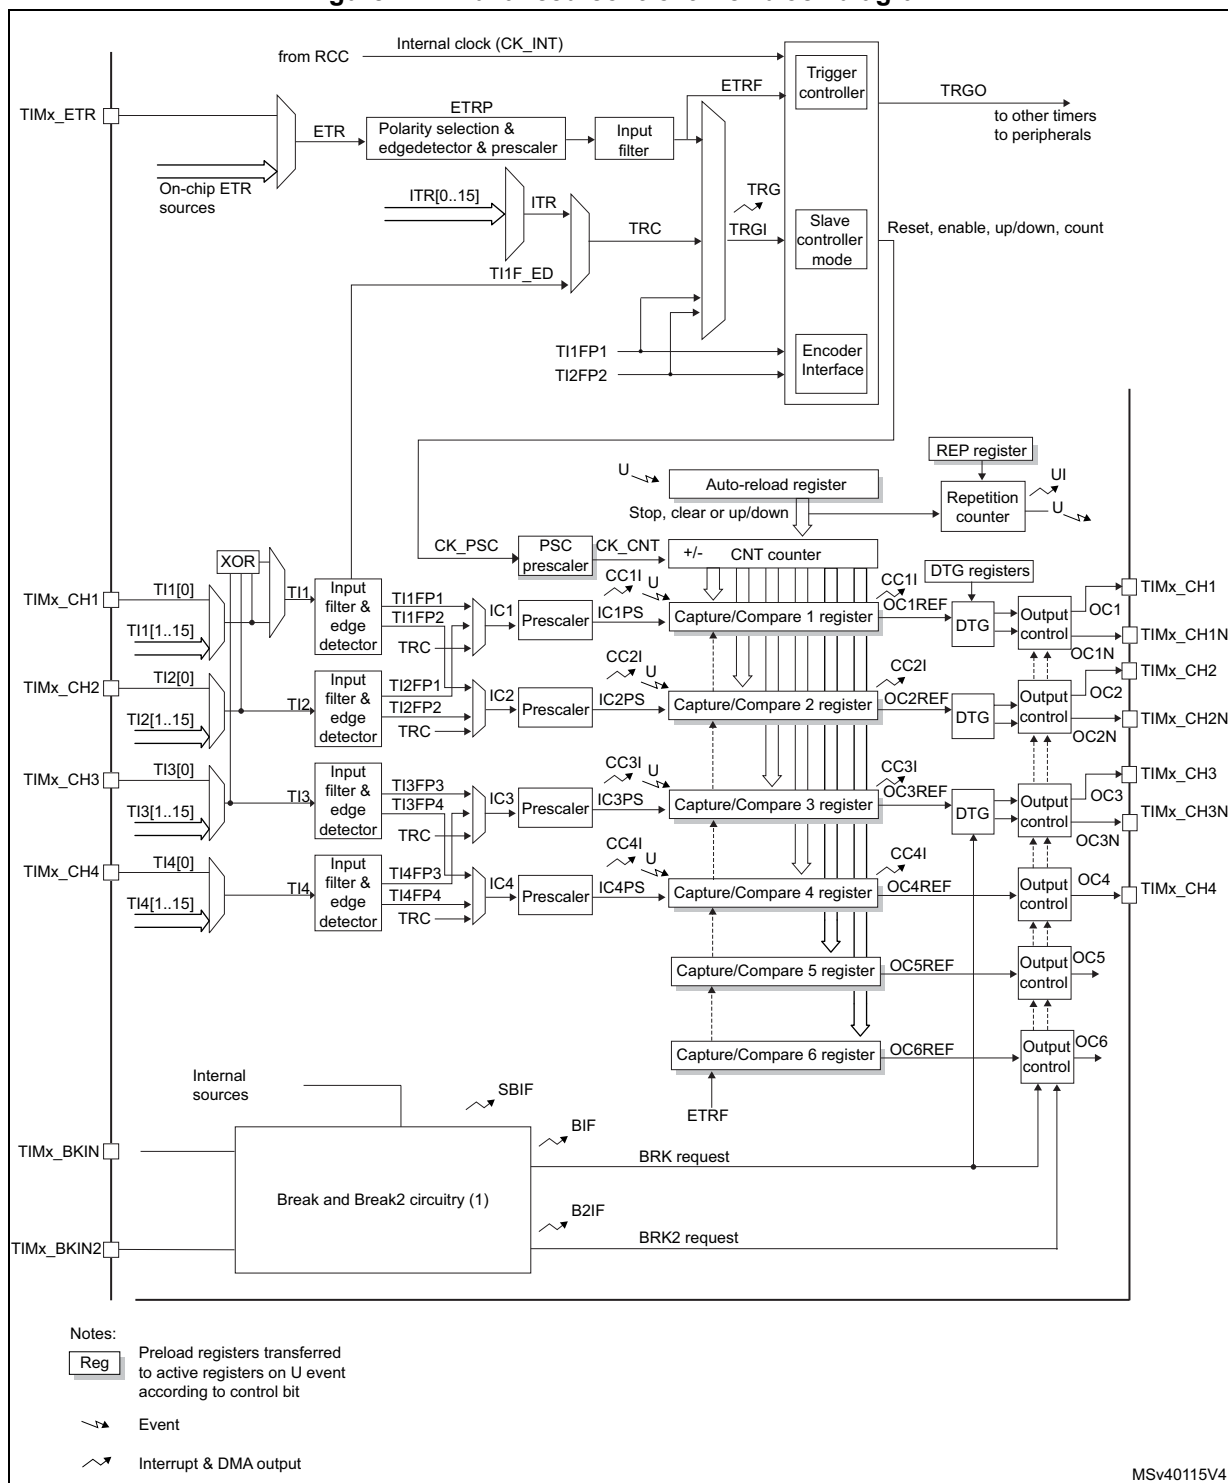 Internal clock (CK_INT)
from RCC
Trigger
controller
ETRF
TRGO
to other timers
to peripherals
TIMx_ETR
ETRP
ETR
Polarity selection &
edgedetector & prescaler
Input
filter
On-chip ETR
sources
ITR[0..15]
ITR
TRG
TRC
TRGI
Slave
controller
mode
Reset, enable, up/down, count
TI1F_ED
TI1FP1
TI2FP2
Encoder
Interface
REP register
U
Auto-reload register
UI
Repetition
counter
U
Stop, clear or up/down
CK_PSC
PSC
prescaler
CK_CNT
+/-
CNT counter
XOR
DTG registers
TIMx_CH1
TI1[0]
TI1[1..15]
TI1
Input
filter &
edge
detector
TI1FP1
TI1FP2
TRC
IC1
Prescaler
IC1PS
CC1I
U
Capture/Compare 1 register
CC1I
OC1REF
DTG
Output
control
OC1
OC1N
TIMx_CH1
TIMx_CH1N
TIMx_CH2
TI2[0]
TI2[1..15]
TI2
Input
filter &
edge
detector
TI2FP1
TI2FP2
TRC
IC2
Prescaler
IC2PS
CC2I
U
Capture/Compare 2 register
CC2I
OC2REF
DTG
Output
control
OC2
OC2N
TIMx_CH2
TIMx_CH2N
TIMx_CH3
TI3[0]
TI3[1..15]
TI3
Input
filter &
edge
detector
TI3FP3
TI3FP4
TRC
IC3
Prescaler
IC3PS
CC3I
U
Capture/Compare 3 register
CC3I
OC3REF
DTG
Output
control
OC3
OC3N
TIMx_CH3
TIMx_CH3N
TIMx_CH4
TI4[0]
TI4[1..15]
TI4
Input
filter &
edge
detector
TI4FP3
TI4FP4
TRC
IC4
Prescaler
IC4PS
CC4I
U
Capture/Compare 4 register
CC4I
OC4REF
Output
control
OC4
TIMx_CH4
Capture/Compare 5 register
OC5REF
Output
control
OC5
Capture/Compare 6 register
OC6REF
Output
control
OC6
ETRF
Internal
sources
SBIF
TIMx_BKIN
BIF
BRK request
Break and Break2 circuitry (1)
TIMx_BKIN2
B2IF
BRK2 request
Notes:
Reg
Preload registers transferred
to active registers on U event
according to control bit
Event
Interrupt & DMA output
MSv40115V4